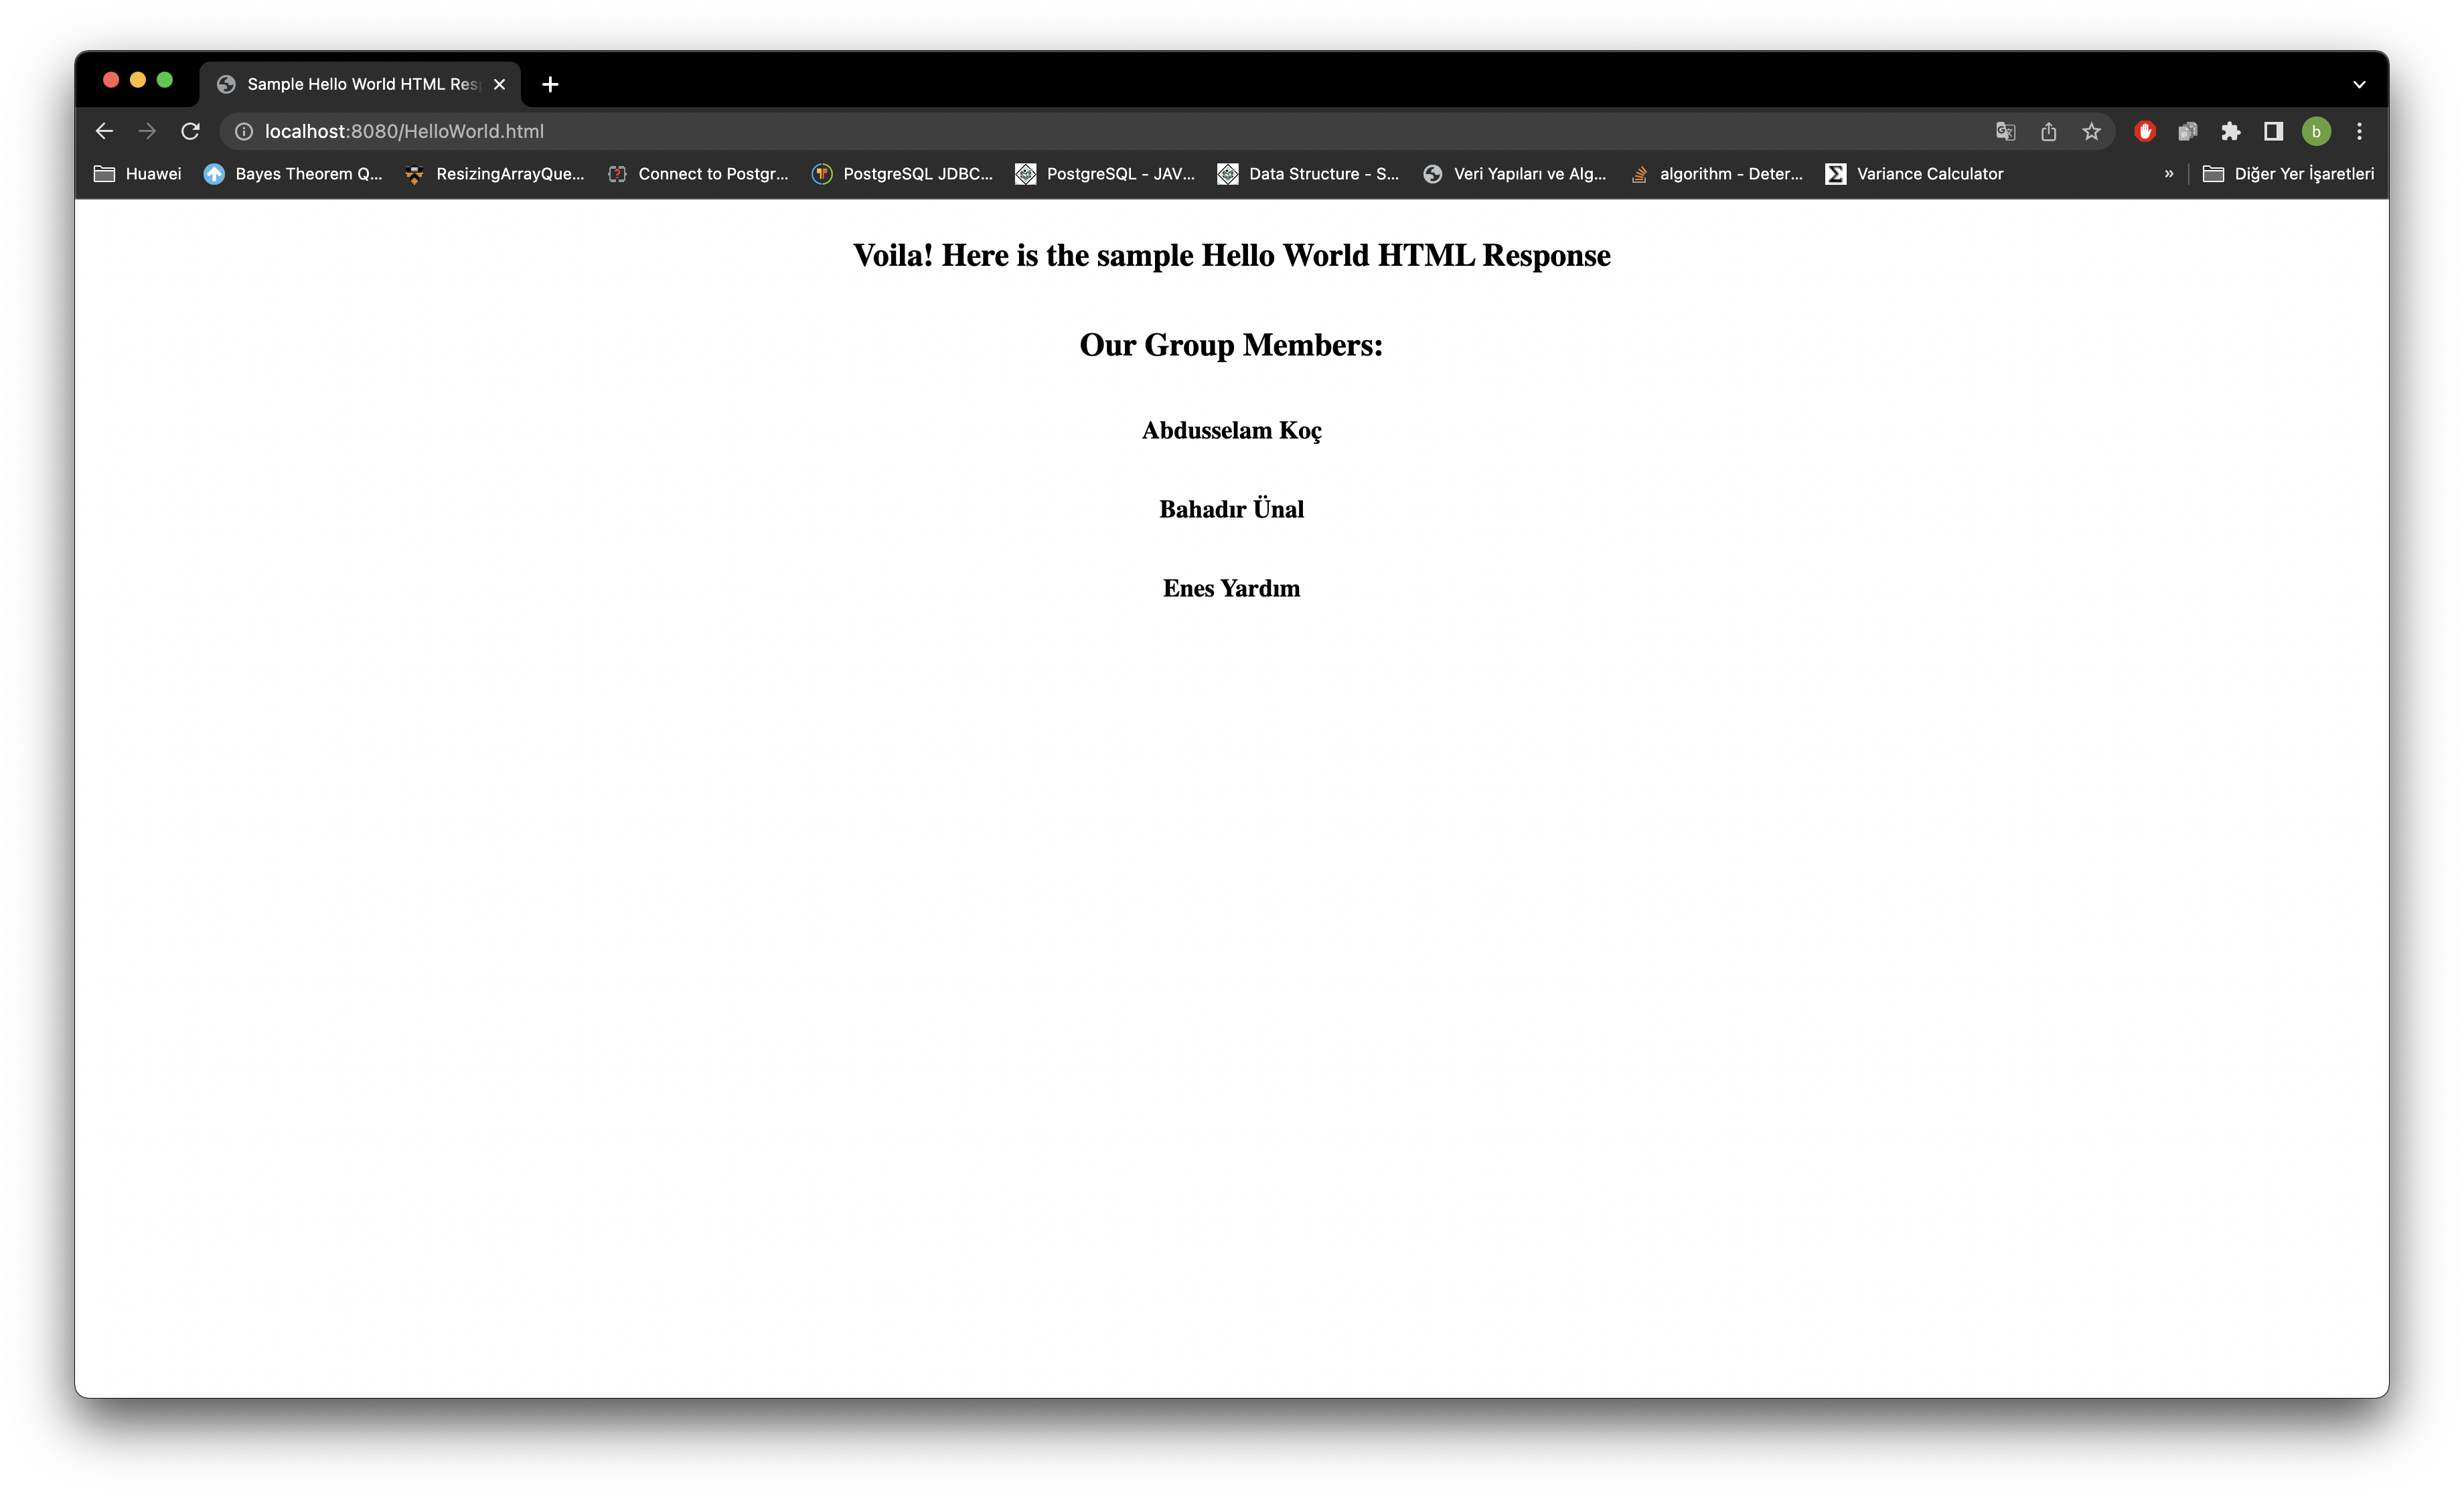 Sample Hello World HTML Res
localhost:8080/HelloWorld.html
b
Huawei Bayes Theorem Q... ResizingArrayQue... Connect to Postgr... PostgreSQL JDBC... PostgreSQL - JAV... Data Structure - S... Veri Yapıları ve Alg... algorithm - Deter... Variance Calculator » Diğer Yer İşaretleri
Voila! Here is the sample Hello World HTML Response
Our Group Members:
Abdusselam Koç
Bahadır Ünal
Enes Yardım